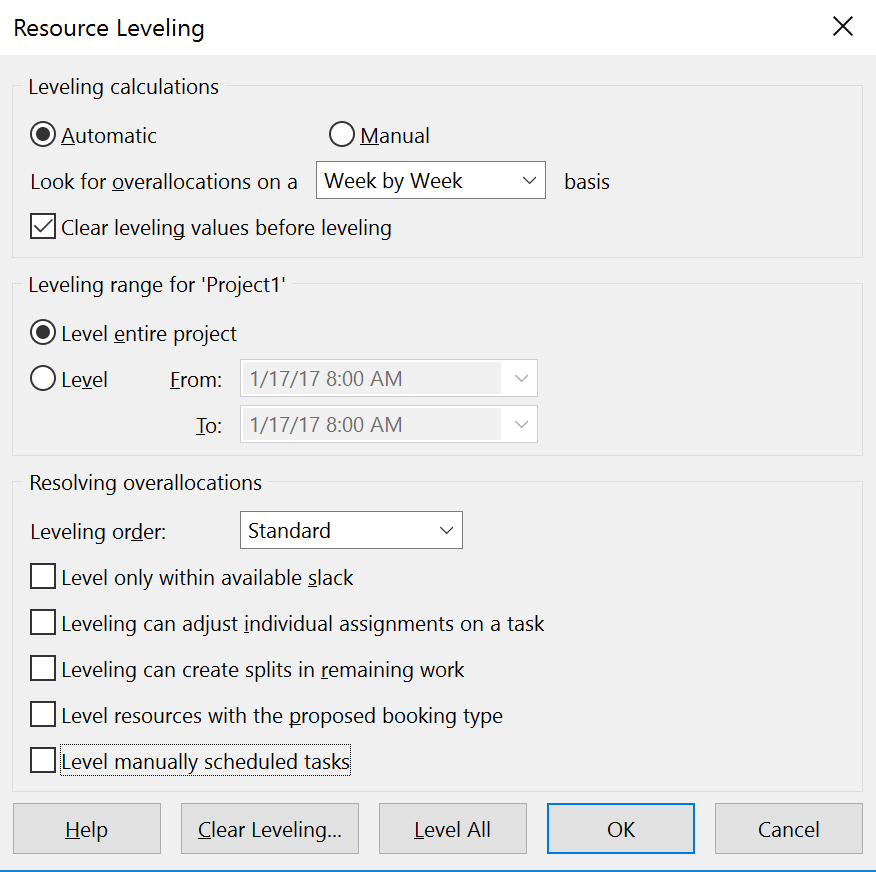 Resource Leveling
Leveling calculations
Automatic Manual
Look for overallocations on a Week by Week basis
Clear leveling values before leveling
Leveling range for 'Project1'
Level entire project
Level From: 1/17/17 8:00 AM
To: 1/17/17 8:00 AM
Resolving overallocations
Leveling order: Standard
Level only within available slack
Leveling can adjust individual assignments on a task
Leveling can create splits in remaining work
Level resources with the proposed booking type
Level manually scheduled tasks
Help Clear Leveling... Level All OK Cancel